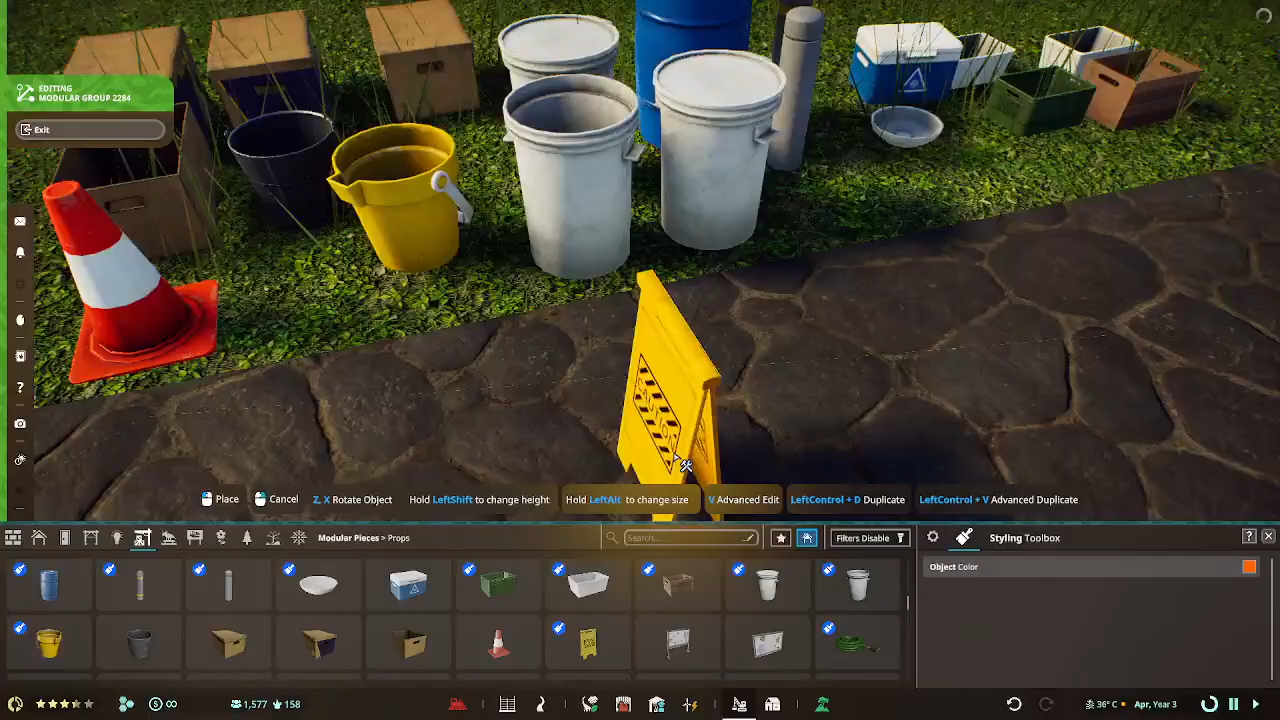 EDITING
MODULAR GROUP 2284
Exit
CAUTION
Place
Cancel
Z, X Rotate Object
Hold LeftShift to change height
Hold LeftAlt to change size
V Advanced Edit
LeftControl + D Duplicate
LeftControl + V Advanced Duplicate
Modular Pieces > Props
Search...
Filters Disable
Styling Toolbox
?
Object Color
1,577
158
36°C
Apr, Year 3